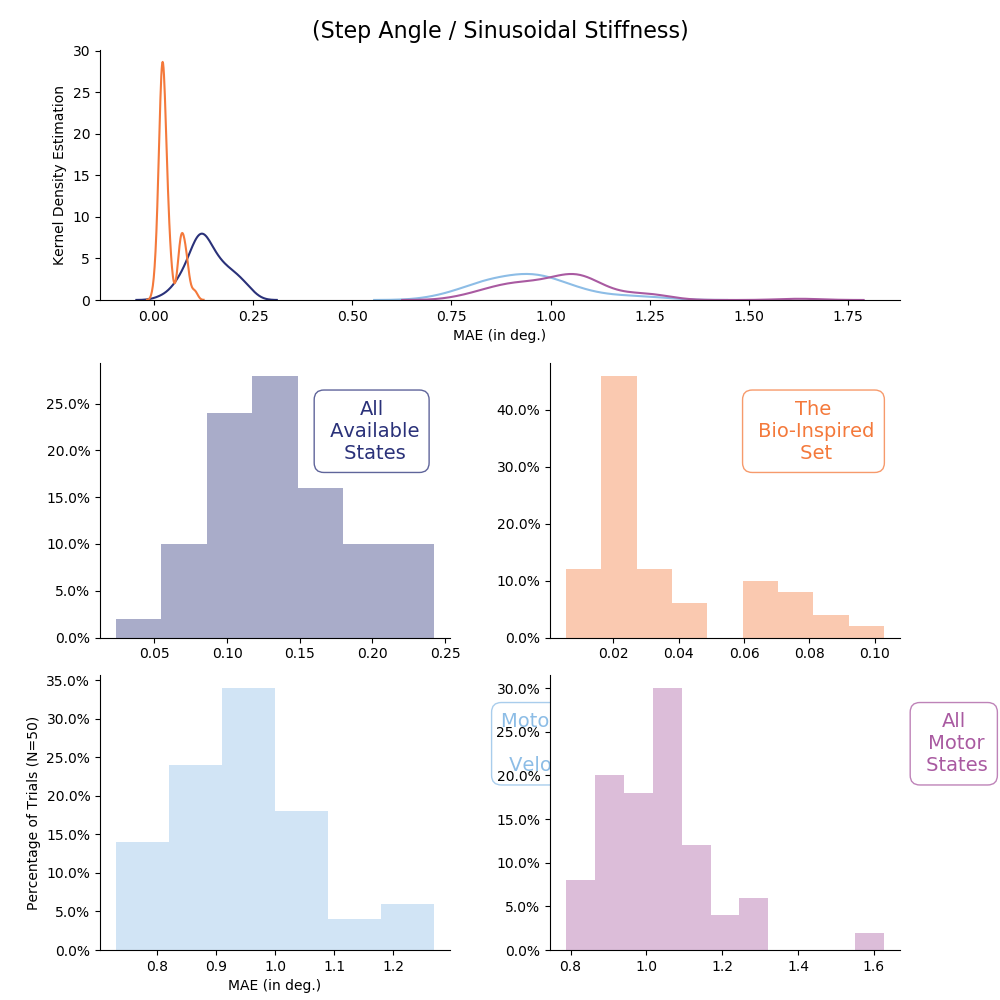 (Step Angle / Sinusoidal Stiffness)
30
25
20
15
10
5
0
Kernel Density Estimation
0.00 0.25 0.50 0.75 1.00 1.25 1.50 1.75
MAE (in deg.)
25.0%
20.0%
15.0%
10.0%
5.0%
0.0%
All
Available
States
0.05 0.10 0.15 0.20 0.25
40.0%
30.0%
20.0%
10.0%
0.0%
The
Bio-Inspired
Set
0.02 0.04 0.06 0.08 0.10
35.0%
30.0%
25.0%
20.0%
15.0%
10.0%
5.0%
0.0%
Percentage of Trials (N=50)
0.8 0.9 1.0 1.1 1.2
MAE (in deg.)
30.0%
25.0%
20.0%
15.0%
10.0%
5.0%
0.0%
All
Motor
States
0.8 1.0 1.2 1.4 1.6